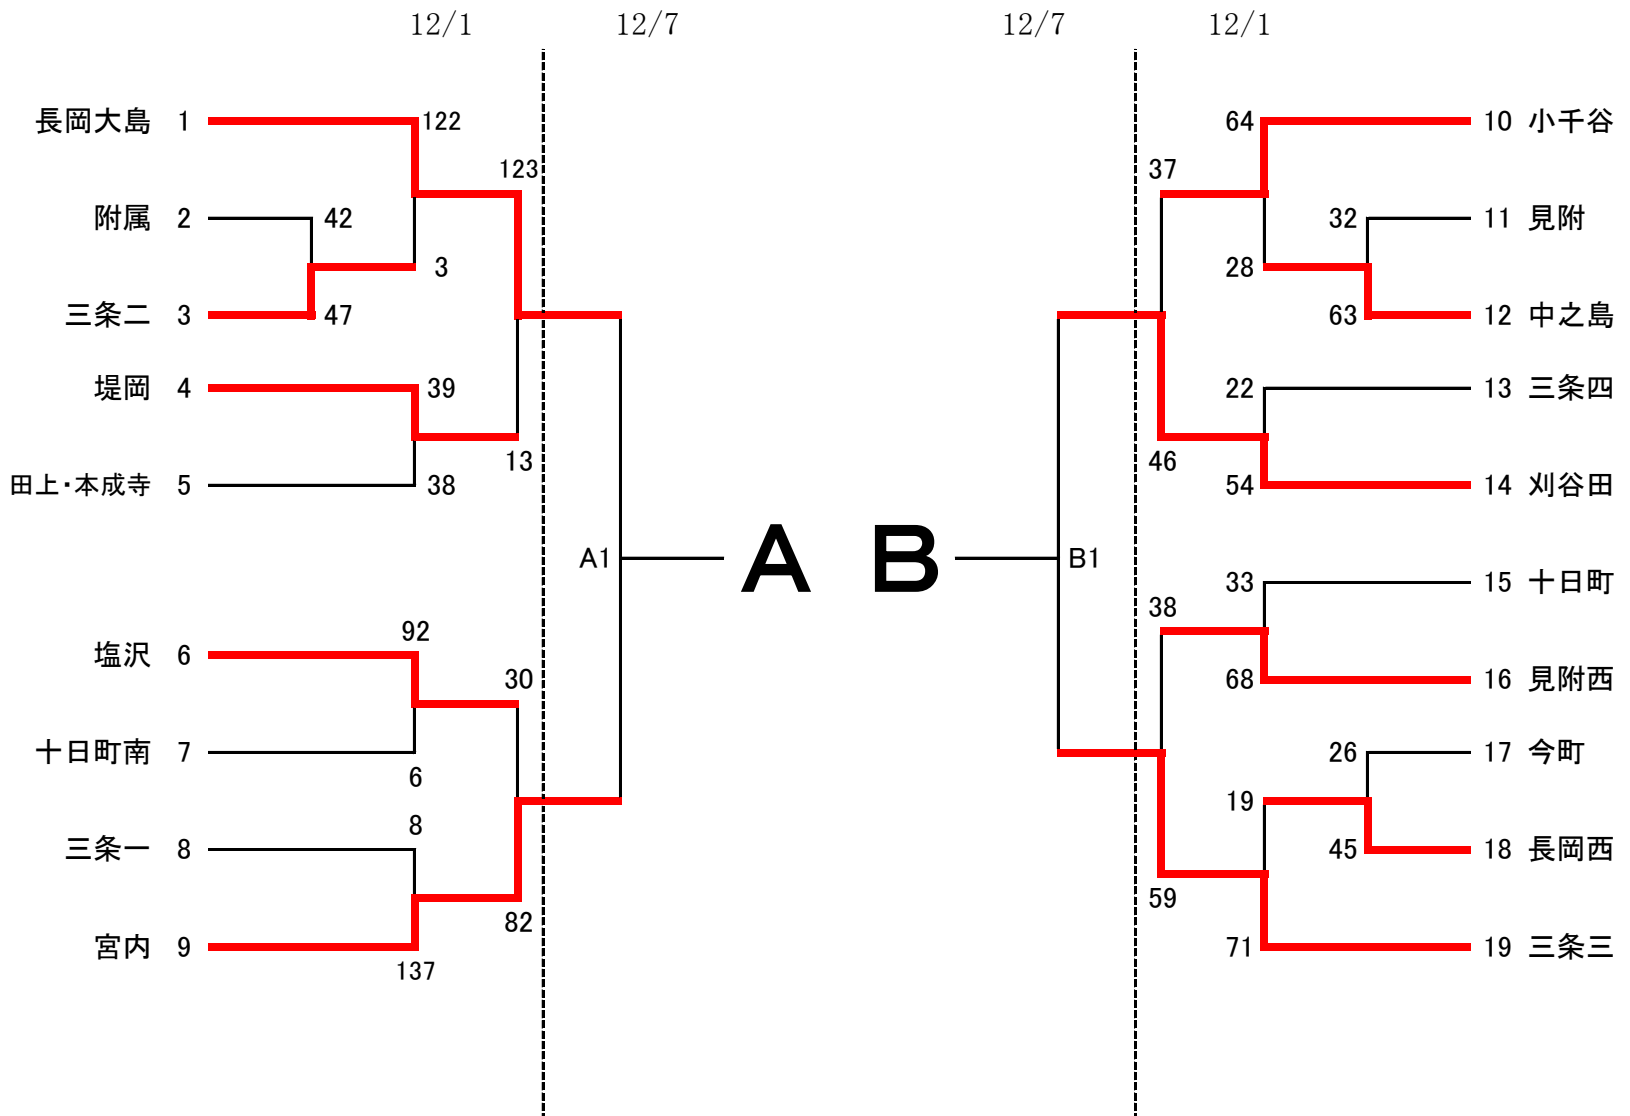 12/1 12/7 12/7 12/1
長岡大島 1 122 64 10 小千谷
123 37
附属 2 42 32 11 見附
3 28
三条二 3 47 63 12 中之島
堤岡 4 39 22 13 三条四
13 46
田上・本成寺 5 38 54 14 刈谷田
A1 A B B1
33 15 十日町
92 38
塩沢 6 30 68 16 見附西
十日町南 7 26 17 今町
6 19
8
三条一 8 45 18 長岡西
82 59
宮内 9 71 19 三条三
137